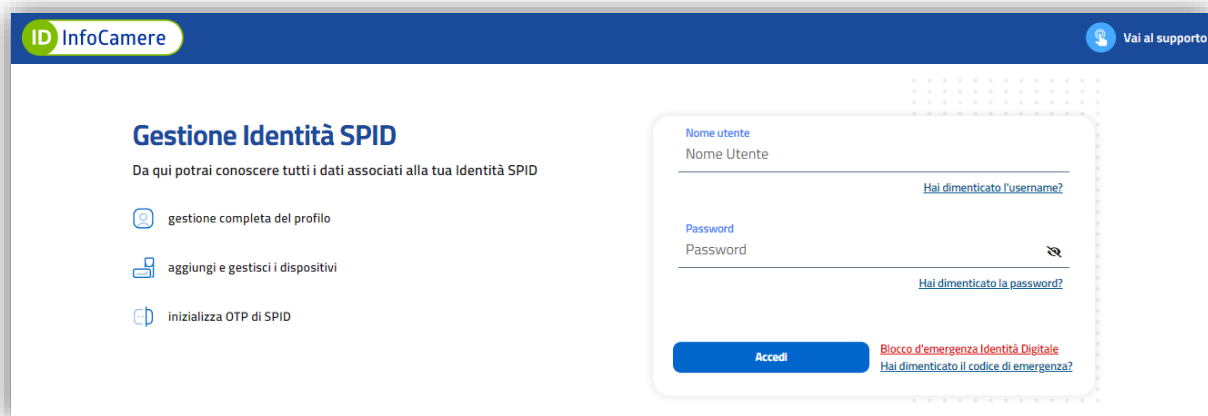 ID InfoCamere
Vai al supporto
Gestione Identità SPID
Da qui potrai conoscere tutti i dati associati alla tua Identità SPID
gestione completa del profilo
aggiungi e gestisci i dispositivi
inizializza OTP di SPID
Nome utente
Nome Utente
Hai dimenticato l'username?
Password
Password
Hai dimenticato la password?
Accedi
Blocco d'emergenza Identità Digitale
Hai dimenticato il codice di emergenza?